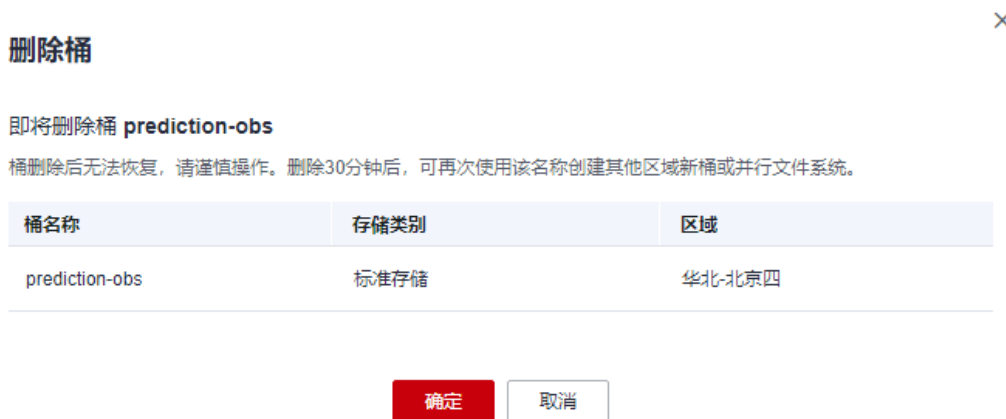 删除桶
即将删除桶 prediction-obs
桶删除后无法恢复，请谨慎操作。删除30分钟后，可再次使用该名称创建其他区域新桶或并行文件系统。
桶名称 存储类别 区域
prediction-obs 标准存储 华北-北京四
确定 取消